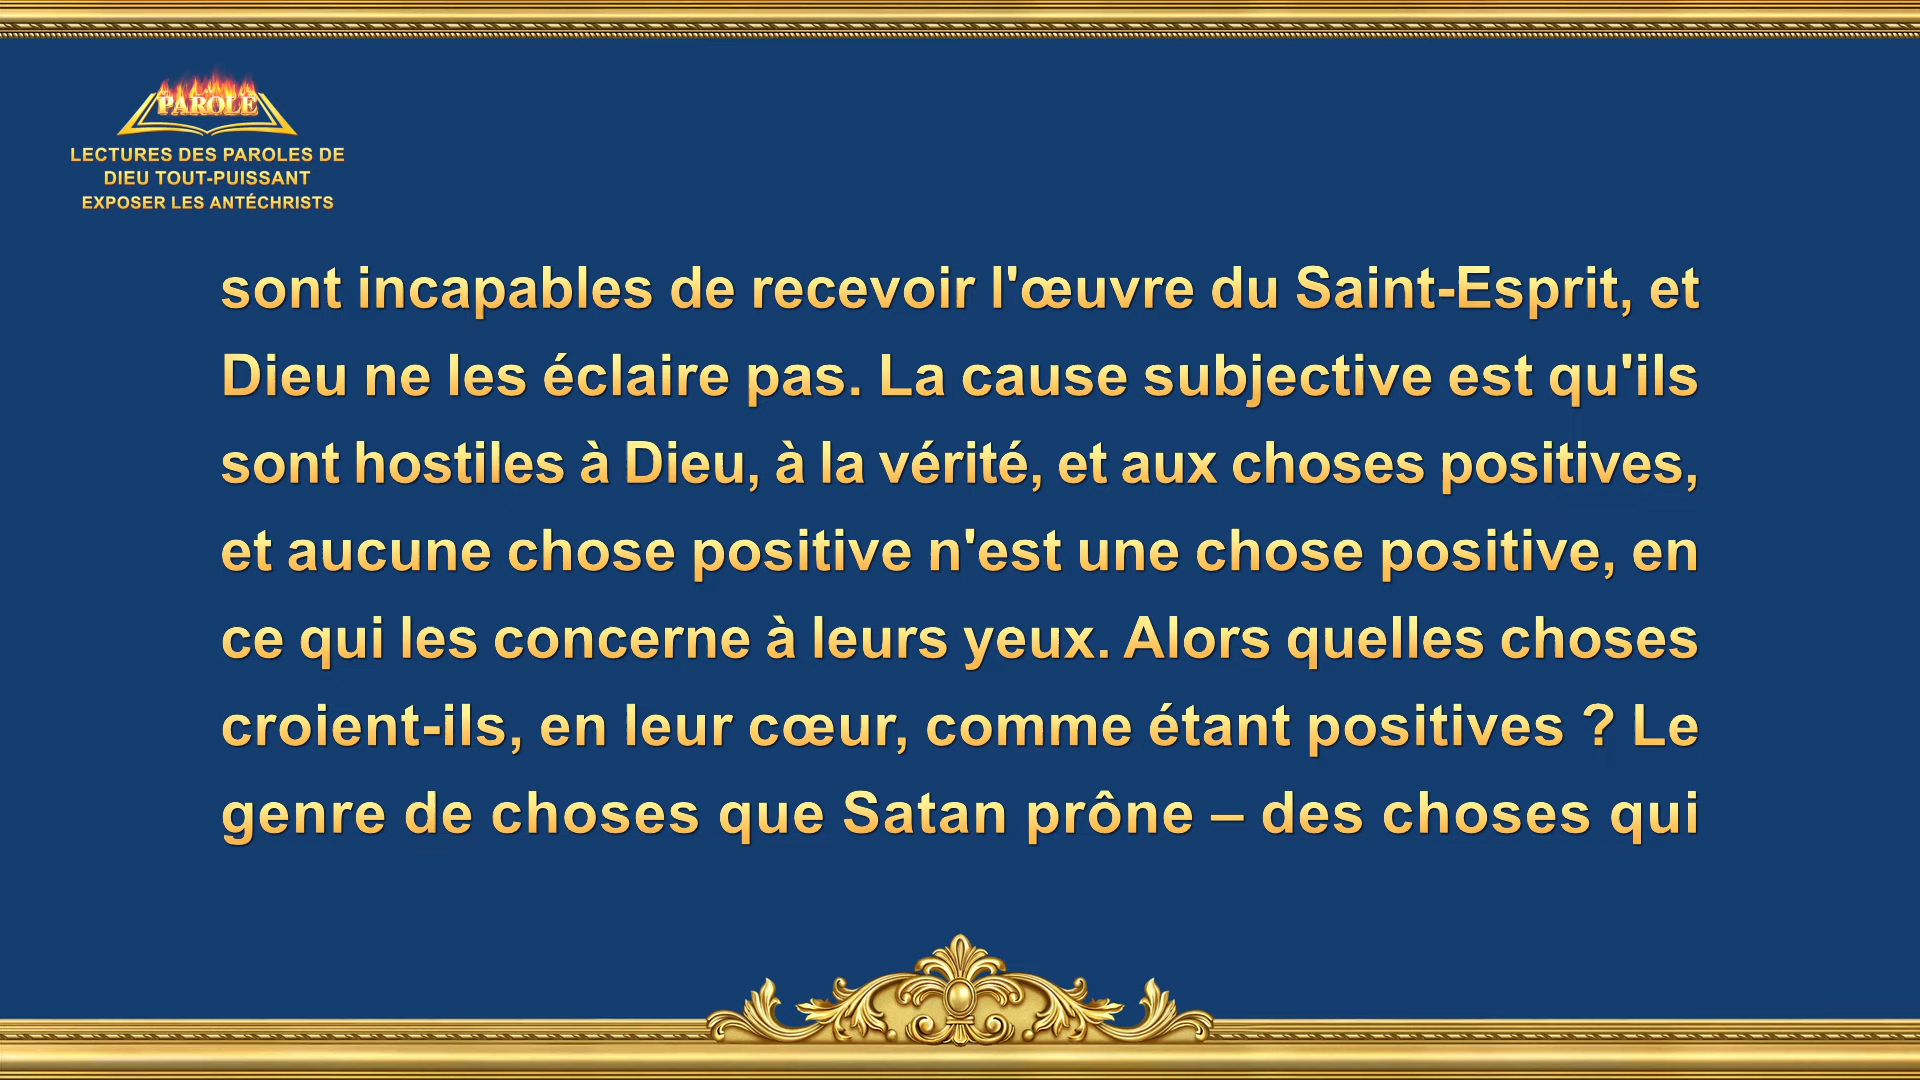 PAROLE
LECTURES DES PAROLES DE
DIEU TOUT-PUISSANT
EXPOSER LES ANTÉCHRISTS
sont incapables de recevoir l'œuvre du Saint-Esprit, et
Dieu ne les éclaire pas. La cause subjective est qu'ils
sont hostiles à Dieu, à la vérité, et aux choses positives,
et aucune chose positive n'est une chose positive, en
ce qui les concerne à leurs yeux. Alors quelles choses
croient-ils, en leur cœur, comme étant positives ? Le
genre de choses que Satan prône – des choses qui